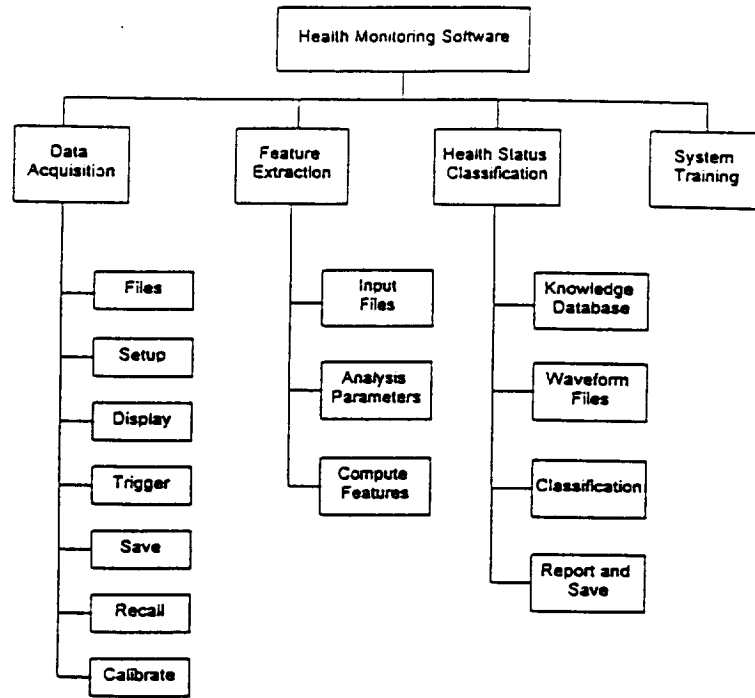 Health Monitoring Software
Data
Acquisition
Feature
Extraction
Health Status
Classification
System
Training
Files
Setup
Display
Trigger
Save
Recall
Calibrate
Input
Files
Analysis
Parameters
Compute
Features
Knowledge
Database
Waveform
Files
Classification
Report and
Save